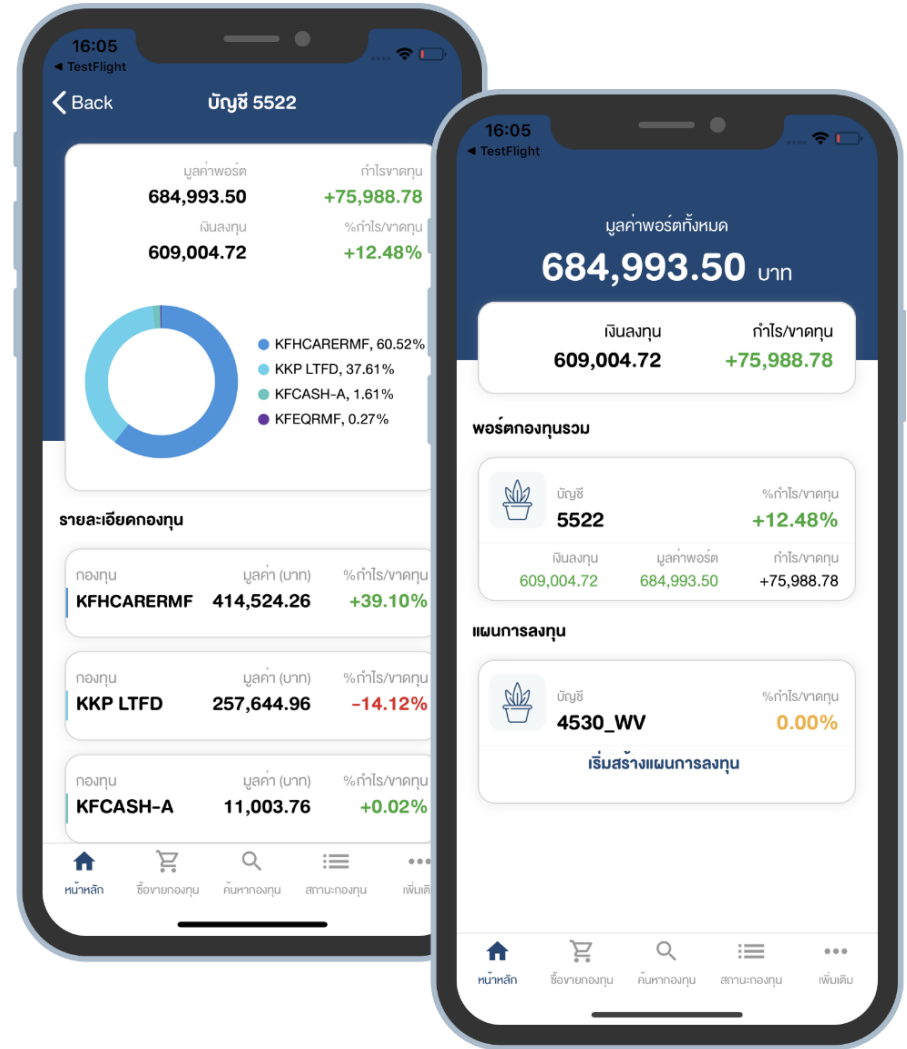 16:05
◀ TestFlight
Back
บัญชี 5522
มูลค่าพอร์ต กำไรขาดทุน
684,993.50 +75,988.78
เงินลงทุน %กำไร/ขาดทุน
609,004.72 +12.48%
KFHCARERMF, 60.52%
KKP LTFD, 37.61%
KFCASH-A, 1.61%
KFEQRMF, 0.27%
รายละเอียดกองทุน
กองทุน มูลค่า (บาท) %กำไร/ขาดทุน
KFHCARERMF 414,524.26 +39.10%
กองทุน มูลค่า (บาท) %กำไร/ขาดทุน
KKP LTFD 257,644.96 -14.12%
กองทุน มูลค่า (บาท) %กำไร/ขาดทุน
KFCASH-A 11,003.76 +0.02%
หน้าหลัก ซื้อขายกองทุน ค้นหากองทุน สถานะกองทุน เพิ่มเติ
16:05
◀ TestFlight
มูลค่าพอร์ตทั้งหมด
684,993.50 บาท
เงินลงทุน กำไร/ขาดทุน
609,004.72 +75,988.78
พอร์ตกองทุนรวม
บัญชี %กำไร/ขาดทุน
5522 +12.48%
เงินลงทุน มูลค่าพอร์ต กำไร/ขาดทุน
609,004.72 684,993.50 +75,988.78
แผนการลงทุน
บัญชี %กำไร/ขาดทุน
4530_WV 0.00%
เริ่มสร้างแผนการลงทุน
หน้าหลัก ซื้อขายกองทุน ค้นหากองทุน สถานะกองทุน เพิ่มเติม